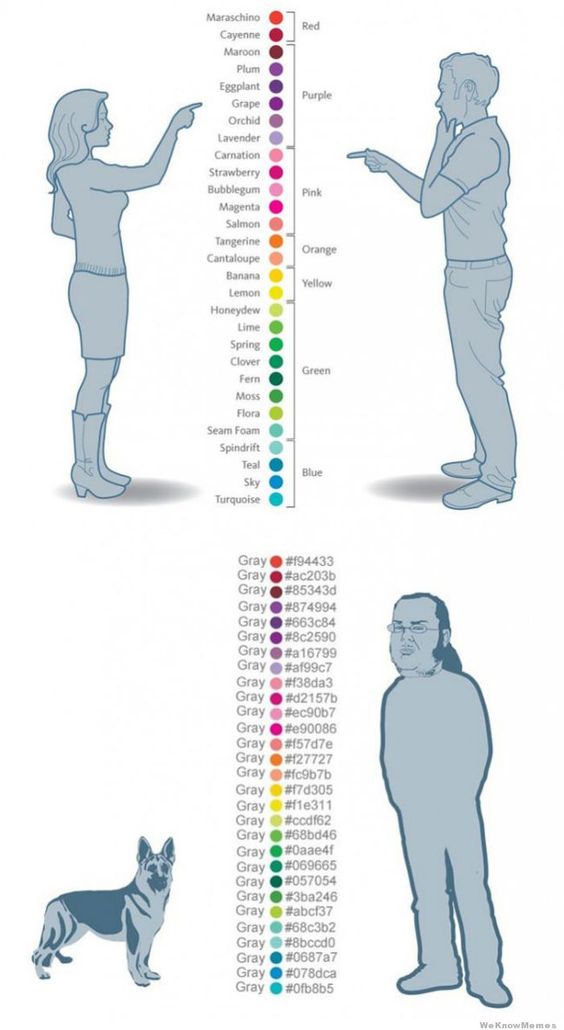 Maraschino
Cayenne
Red
Maroon
Plum
Eggplant
Grape
Orchid
Lavender
Purple
Carnation
Strawberry
Bubblegum
Magenta
Salmon
Pink
Tangerine
Cantaloupe
Orange
Banana
Lemon
Yellow
Honeydew
Lime
Spring
Clover
Fern
Moss
Flora
Seam Foam
Green
Spindrift
Teal
Sky
Turquoise
Blue
Gray #f94433
Gray #ac203b
Gray #85343d
Gray #874994
Gray #663c84
Gray #8c2590
Gray #a16799
Gray #af99c7
Gray #f38da3
Gray #d2157b
Gray #ec90b7
Gray #e90086
Gray #f57d7e
Gray #f27727
Gray #fc9b7b
Gray #f7d305
Gray #f1e311
Gray #ccdf62
Gray #68bd46
Gray #0aae4f
Gray #069665
Gray #057054
Gray #3ba246
Gray #abcf37
Gray #68c3b2
Gray #8bccd0
Gray #0687a7
Gray #078dca
Gray #0fb8b5
WeKnowMemes